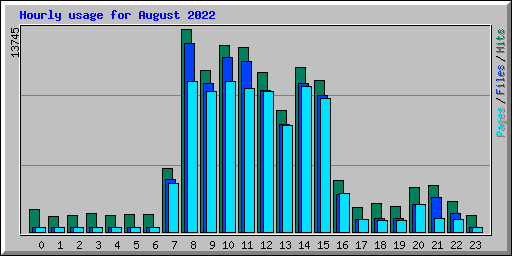 Hourly usage for August 2022
13745
Pages/Files/Hits
0 1 2 3 4 5 6 7 8 9 10 11 12 13 14 15 16 17 18 19 20 21 22 23